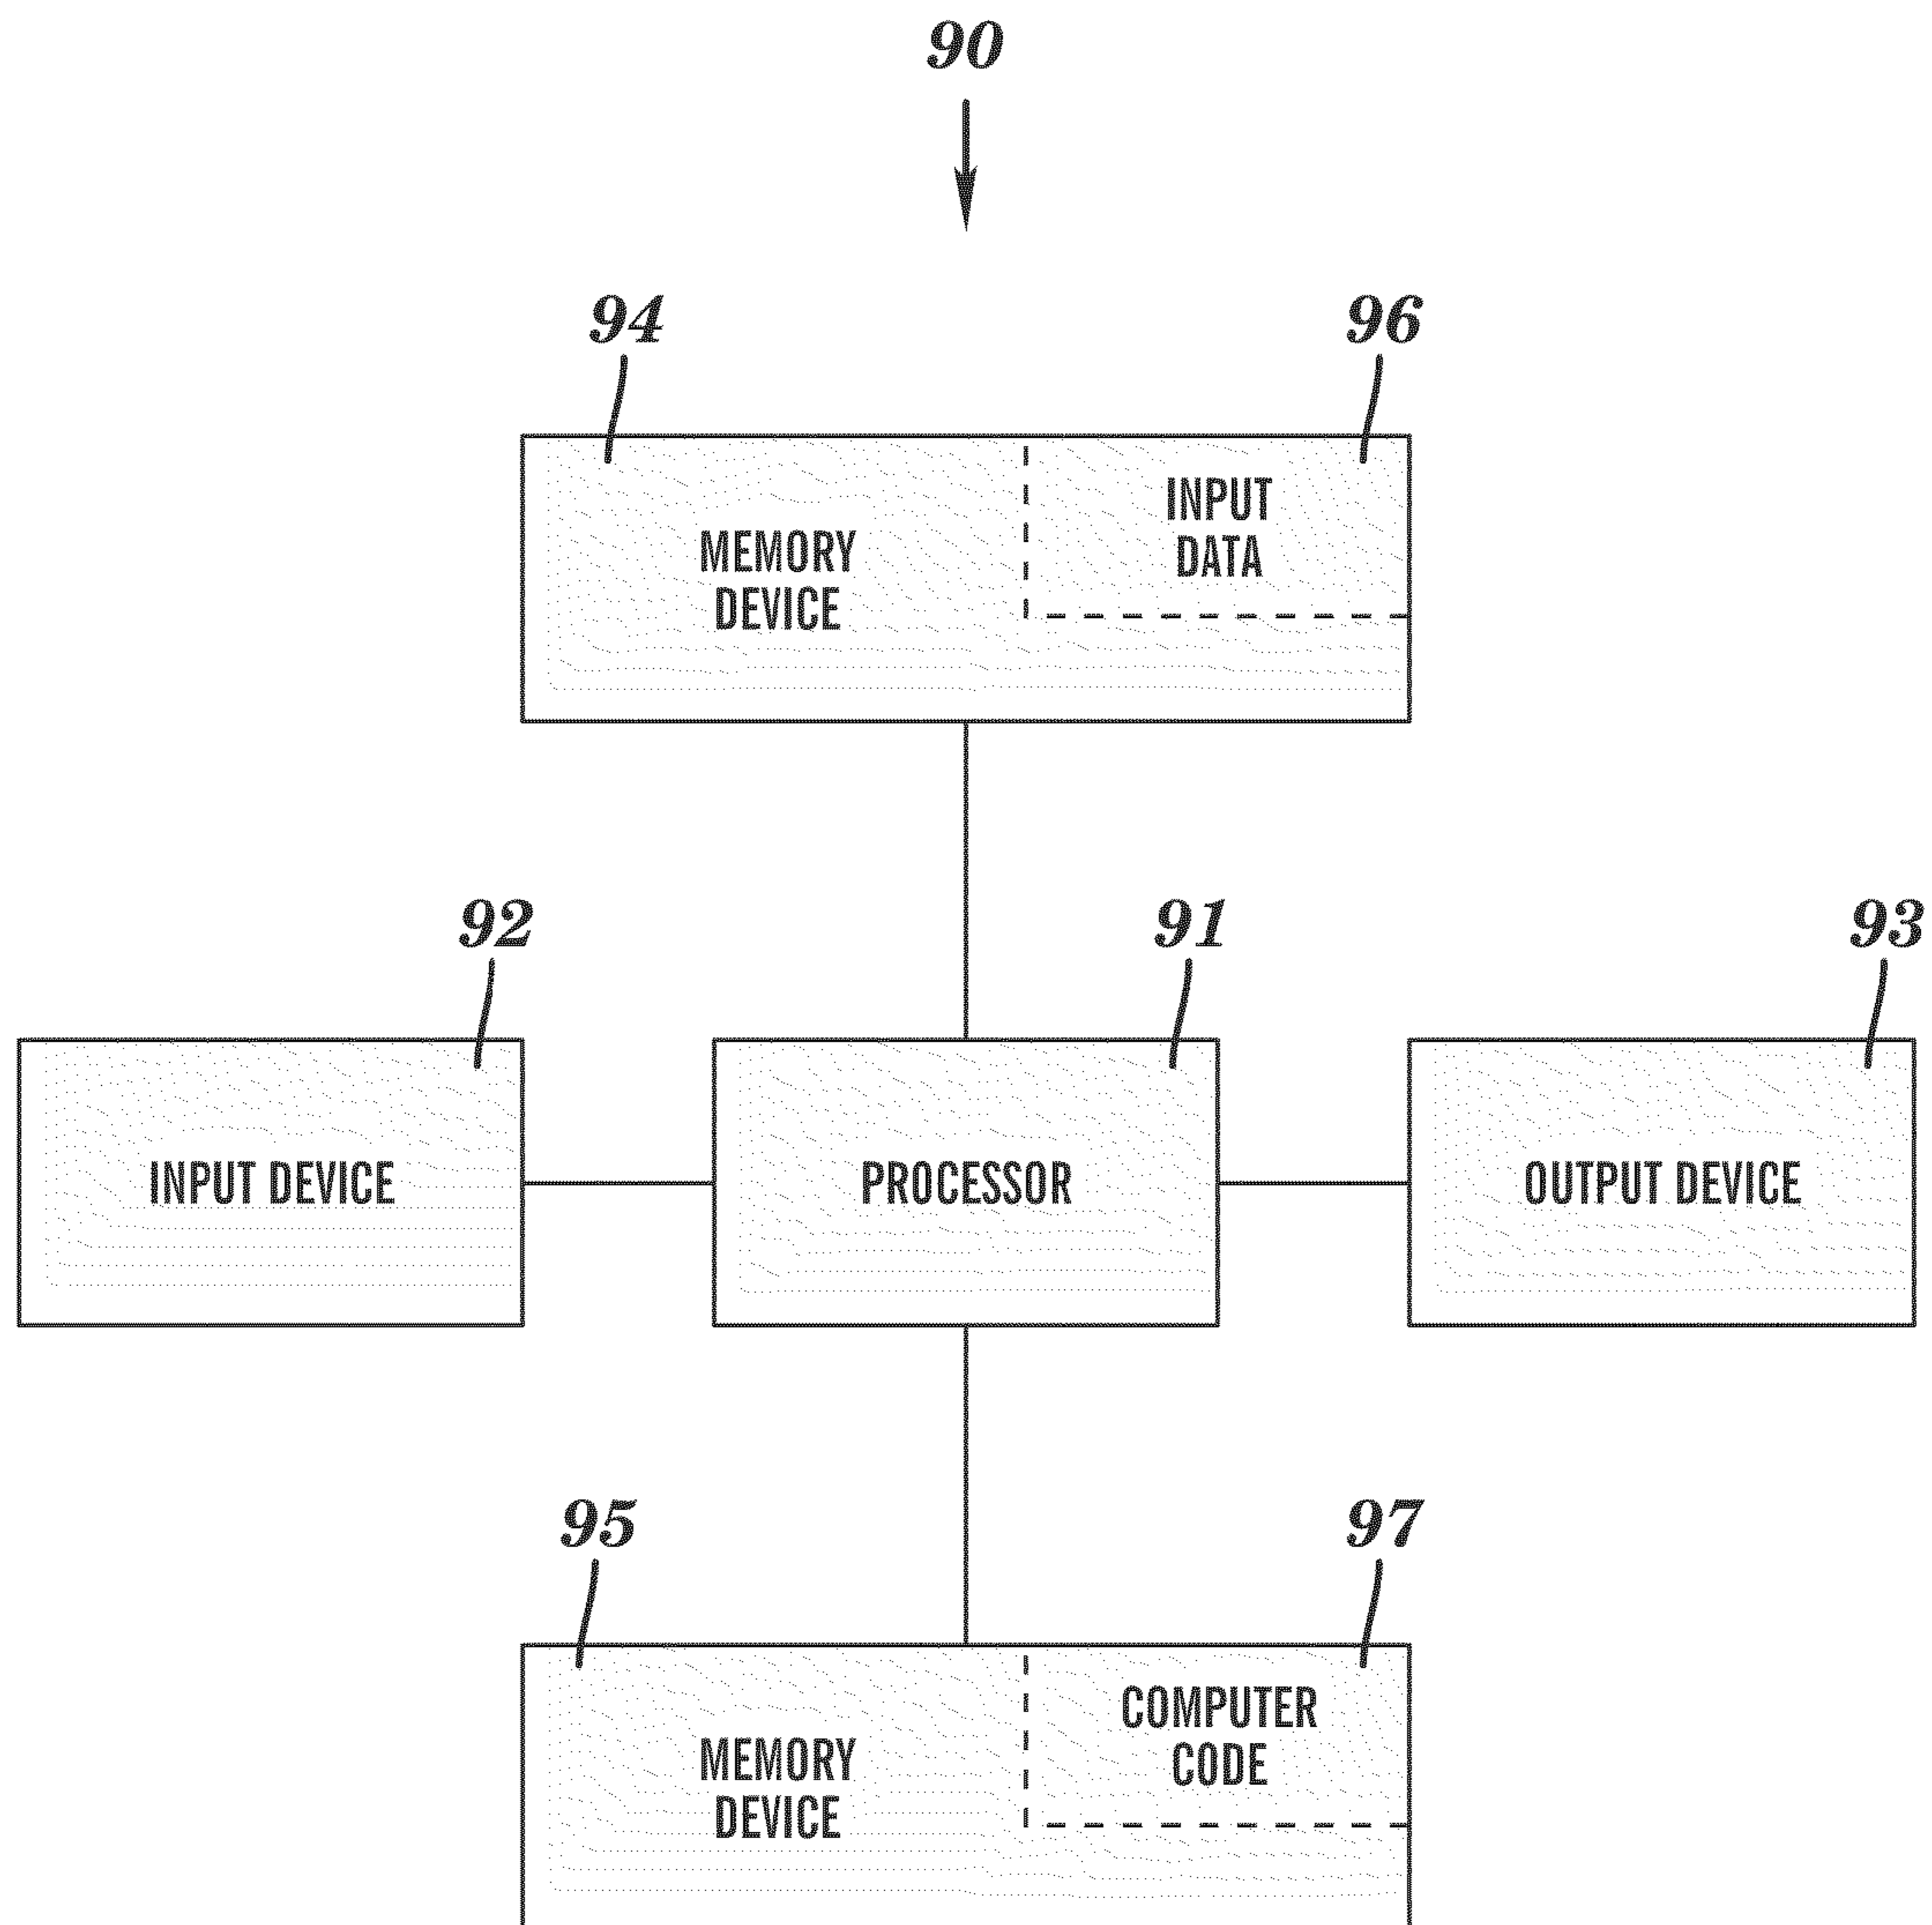 90
94
96
INPUT
DATA
MEMORY
DEVICE
92
91
93
INPUT DEVICE
PROCESSOR
OUTPUT DEVICE
95
97
COMPUTER
CODE
MEMORY
DEVICE